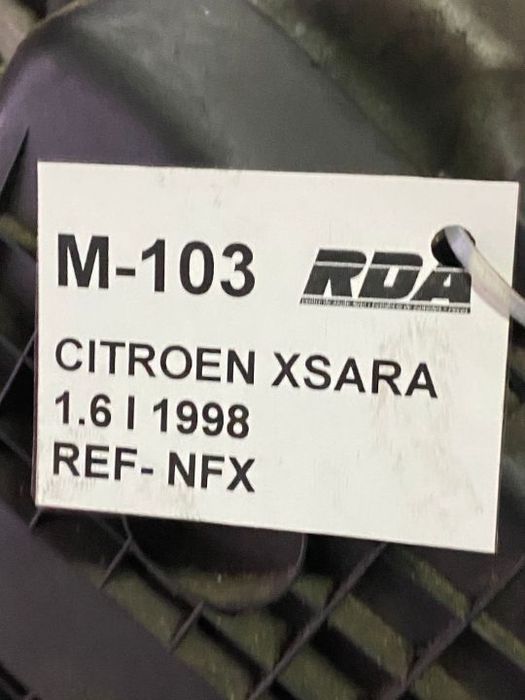 M-103
RDA
CITROEN XSARA
1.6 I 1998
REF- NFX